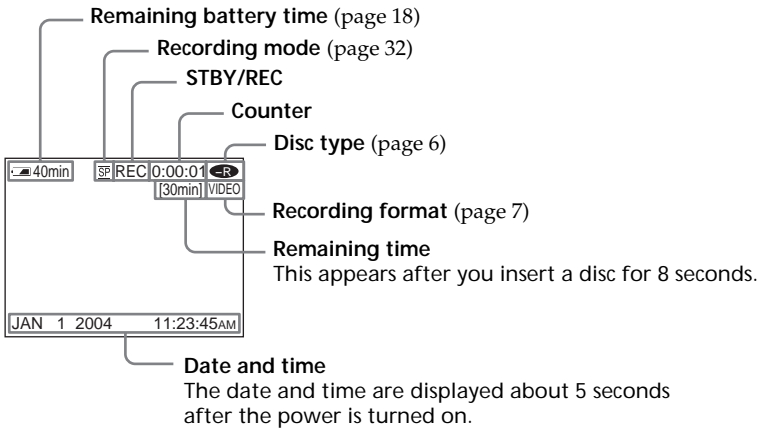 Remaining battery time (page 18)
Recording mode (page 32)
STBY/REC
Counter
Disc type (page 6)
40min SP REC 0:00:01 -R
[30min] VIDEO
Recording format (page 7)
Remaining time
This appears after you insert a disc for 8 seconds.
JAN 1 2004 11:23:45AM
Date and time
The date and time are displayed about 5 seconds
after the power is turned on.